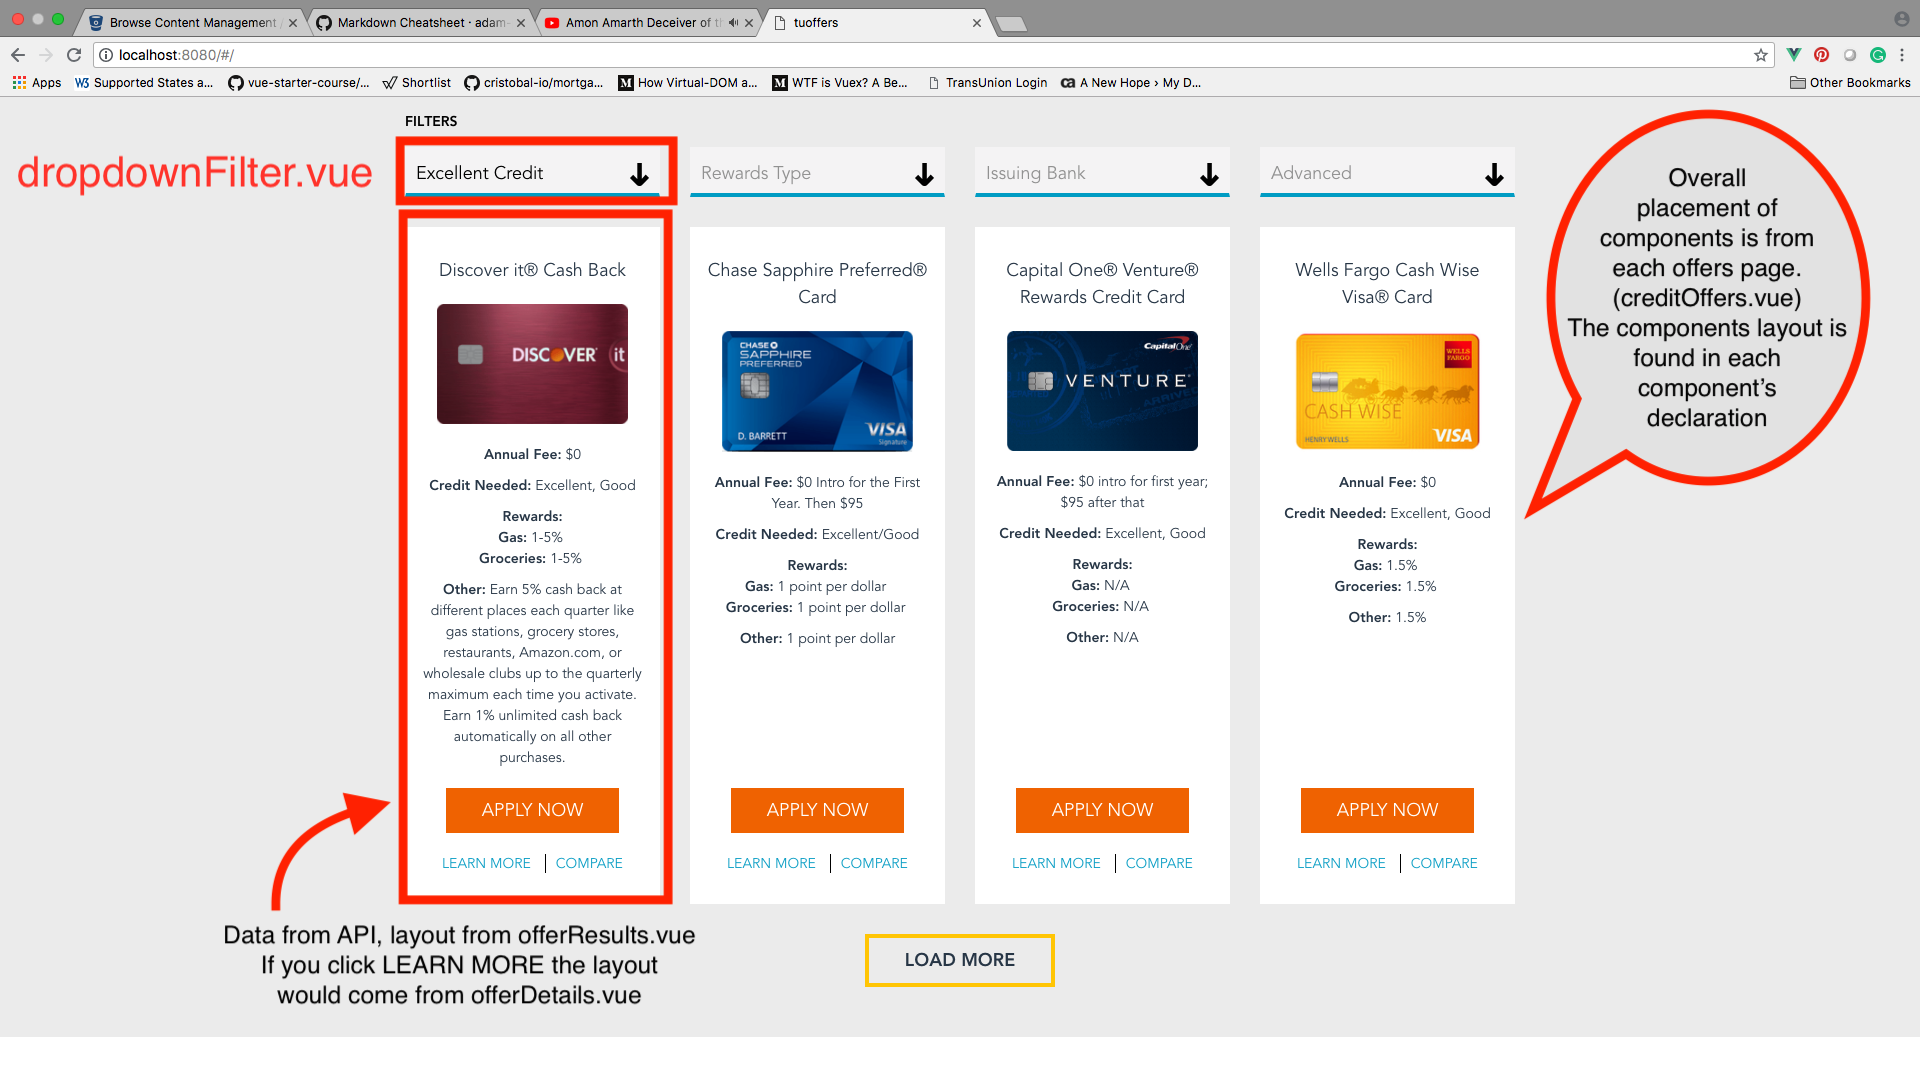 Browse Content Management /
Markdown Cheatsheet · adam-
Amon Amarth Deceiver of th
tuoffers
localhost:8080/#/
Apps
Supported States a...
vue-starter-course/...
Shortlist
cristobal-io/mortga...
How Virtual-DOM a...
WTF is Vuex? A Be...
TransUnion Login
A New Hope › My D...
Other Bookmarks
FILTERS
dropdownFilter.vue
Excellent Credit
Rewards Type
Issuing Bank
Advanced
Overall
placement of
components is from
each offers page.
(creditOffers.vue)
The components layout is
found in each
component's
declaration
Discover it® Cash Back
DISCOVER it
Annual Fee: $0
Credit Needed: Excellent, Good
Rewards:
Gas: 1-5%
Groceries: 1-5%
Other: Earn 5% cash back at
different places each quarter like
gas stations, grocery stores,
restaurants, Amazon.com, or
wholesale clubs up to the quarterly
maximum each time you activate.
Earn 1% unlimited cash back
automatically on all other
purchases.
APPLY NOW
LEARN MORE
COMPARE
Chase Sapphire Preferred®
Card
CHASE
SAPPHIRE
PREFERRED
D. BARRETT
VISA
Signature
Annual Fee: $0 Intro for the First
Year. Then $95
Credit Needed: Excellent/Good
Rewards:
Gas: 1 point per dollar
Groceries: 1 point per dollar
Other: 1 point per dollar
APPLY NOW
LEARN MORE
COMPARE
Capital One® Venture®
Rewards Credit Card
Capital One
VENTURE
Annual Fee: $0 intro for first year;
$95 after that
Credit Needed: Excellent, Good
Rewards:
Gas: N/A
Groceries: N/A
Other: N/A
APPLY NOW
LEARN MORE
COMPARE
Wells Fargo Cash Wise
Visa® Card
WELLS
FARGO
CASH WISE
HENRY WELLS
VISA
Annual Fee: $0
Credit Needed: Excellent, Good
Rewards:
Gas: 1.5%
Groceries: 1.5%
Other: 1.5%
APPLY NOW
LEARN MORE
COMPARE
Data from API, layout from offerResults.vue
If you click LEARN MORE the layout
would come from offerDetails.vue
LOAD MORE